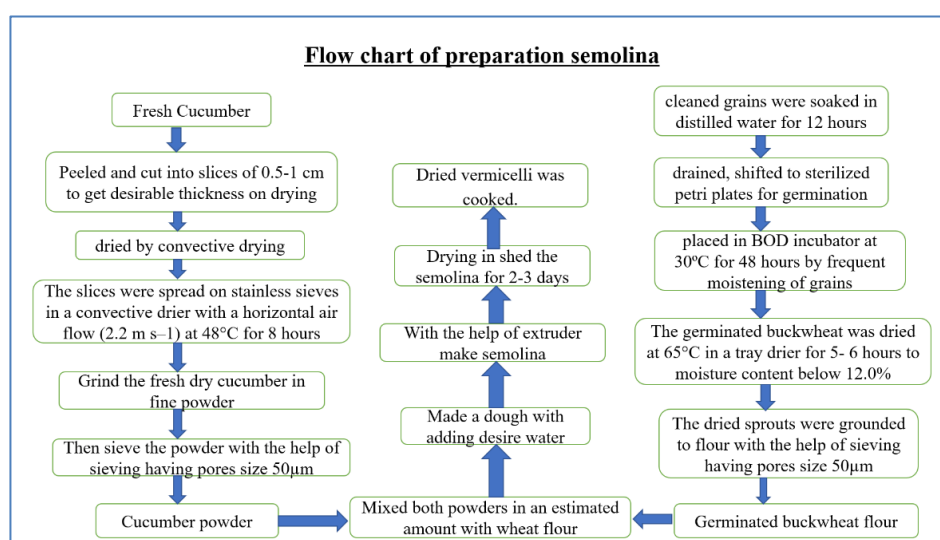 Flow chart of preparation semolina
Fresh Cucumber
Peeled and cut into slices of 0.5-1 cm
to get desirable thickness on drying
dried by convective drying
The slices were spread on stainless sieves
in a convective drier with a horizontal air
flow (2.2 m s–1) at 48°C for 8 hours
Grind the fresh dry cucumber in
fine powder
Then sieve the powder with the help of
sieving having pores size 50µm
Cucumber powder
cleaned grains were soaked in
distilled water for 12 hours
drained, shifted to sterilized
petri plates for germination
placed in BOD incubator at
30ºC for 48 hours by frequent
moistening of grains
The germinated buckwheat was dried
at 65°C in a tray drier for 5- 6 hours to
moisture content below 12.0%
The dried sprouts were grounded
to flour with the help of sieving
having pores size 50µm
Germinated buckwheat flour
Mixed both powders in an estimated
amount with wheat flour
Made a dough with
adding desire water
With the help of extruder
make semolina
Drying in shed the
semolina for 2-3 days
Dried vermicelli was
cooked.